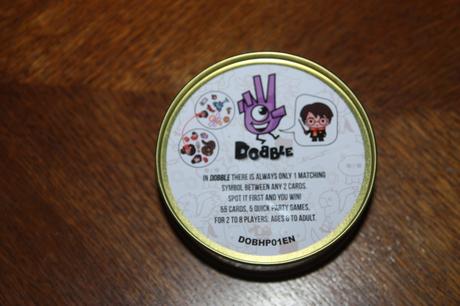 DOBBLE
IN DOBBLE THERE IS ALWAYS ONLY 1 MATCHING
SYMBOL BETWEEN ANY 2 CARDS.
SPOT IT FIRST AND YOU WIN!
55 CARDS, 5 QUICK PARTY GAMES,
FOR 2 TO 8 PLAYERS, AGES 6 TO ADULT.
DOBHP01EN